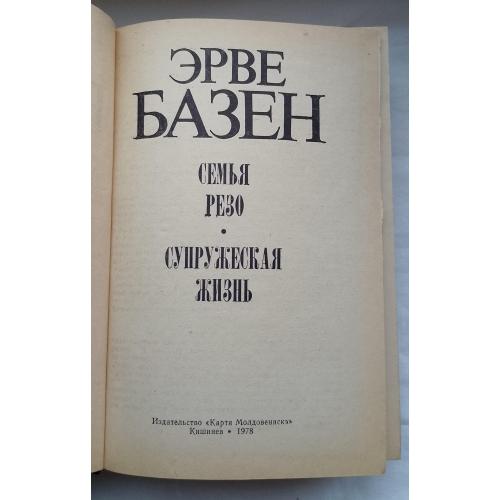 ЭРВЕ
БАЗЕН
СЕМЬЯ
РЕЗО
•
СУПРУЖЕСКАЯ
ЖИЗНЬ
Издательство «Картя Молдовеняскэ»
Кишинев • 1978